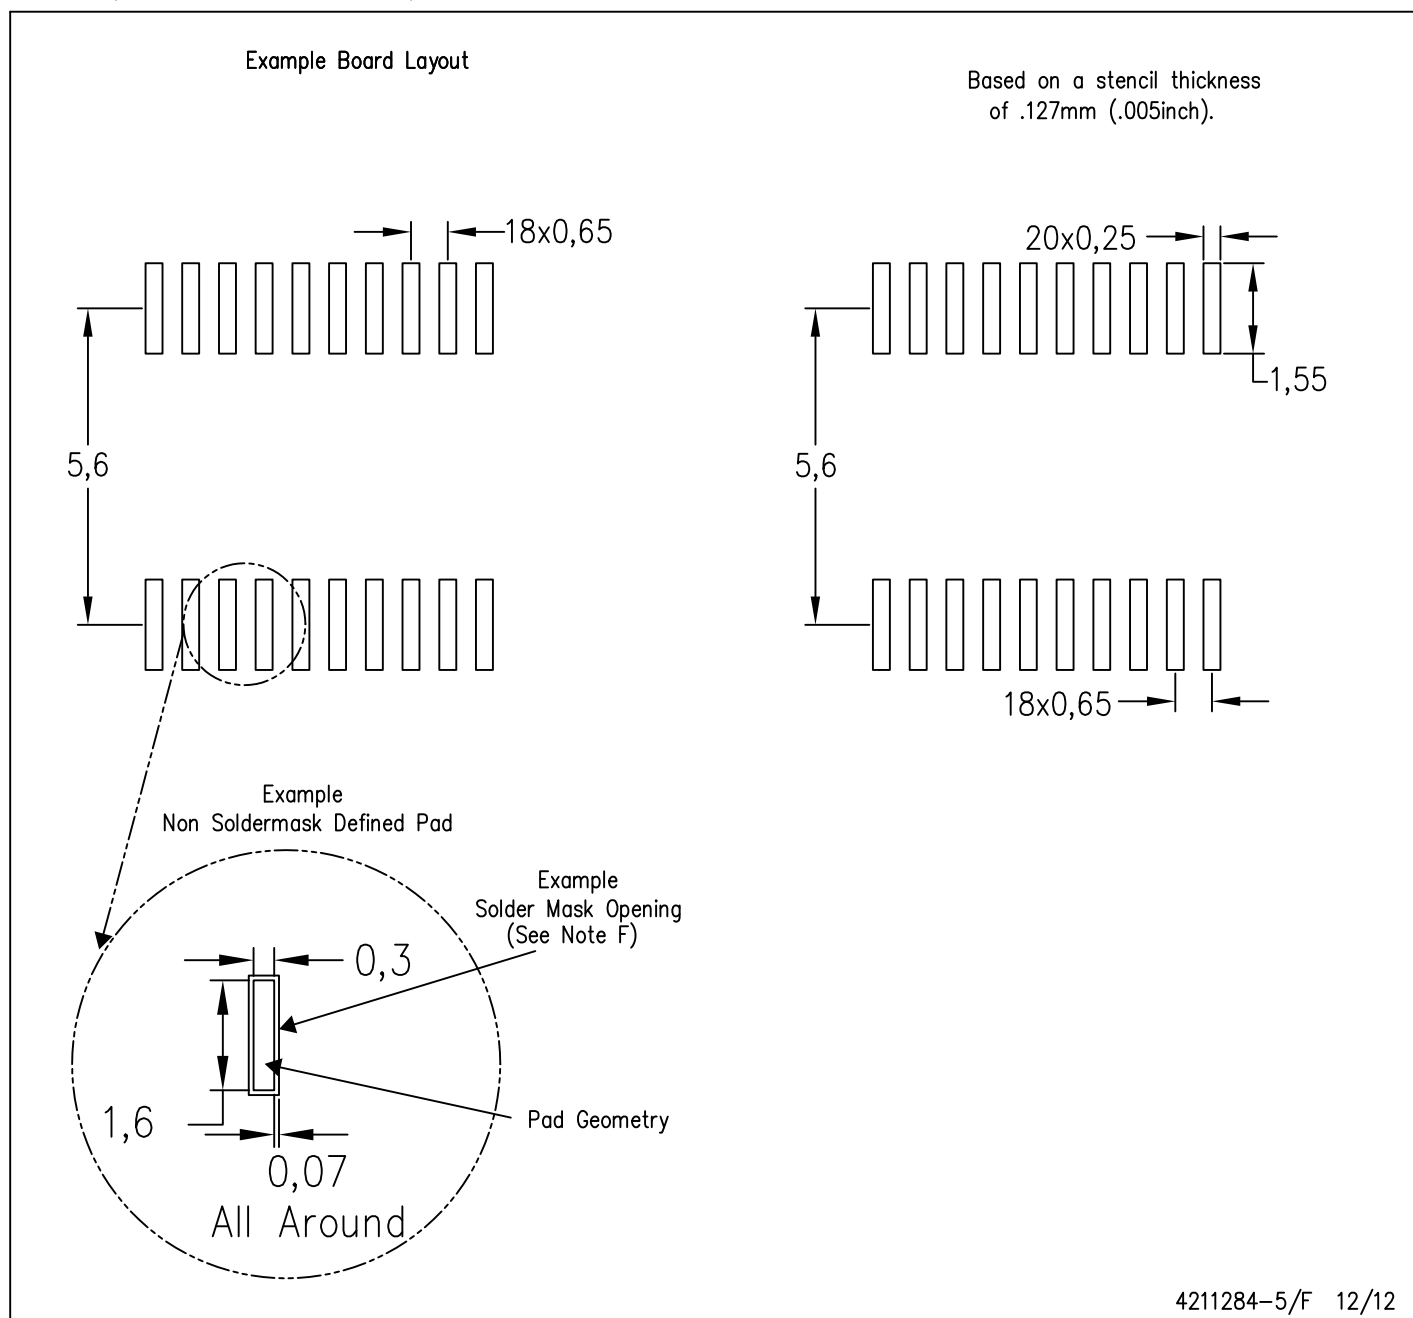 Example Board Layout
Based on a stencil thickness
of .127mm (.005inch).
18x0,65
20x0,25
1,55
5,6
5,6
18x0,65
Example
Non Soldermask Defined Pad
Example
Solder Mask Opening
(See Note F)
0,3
1,6
Pad Geometry
0,07
All Around
4211284-5/F 12/12